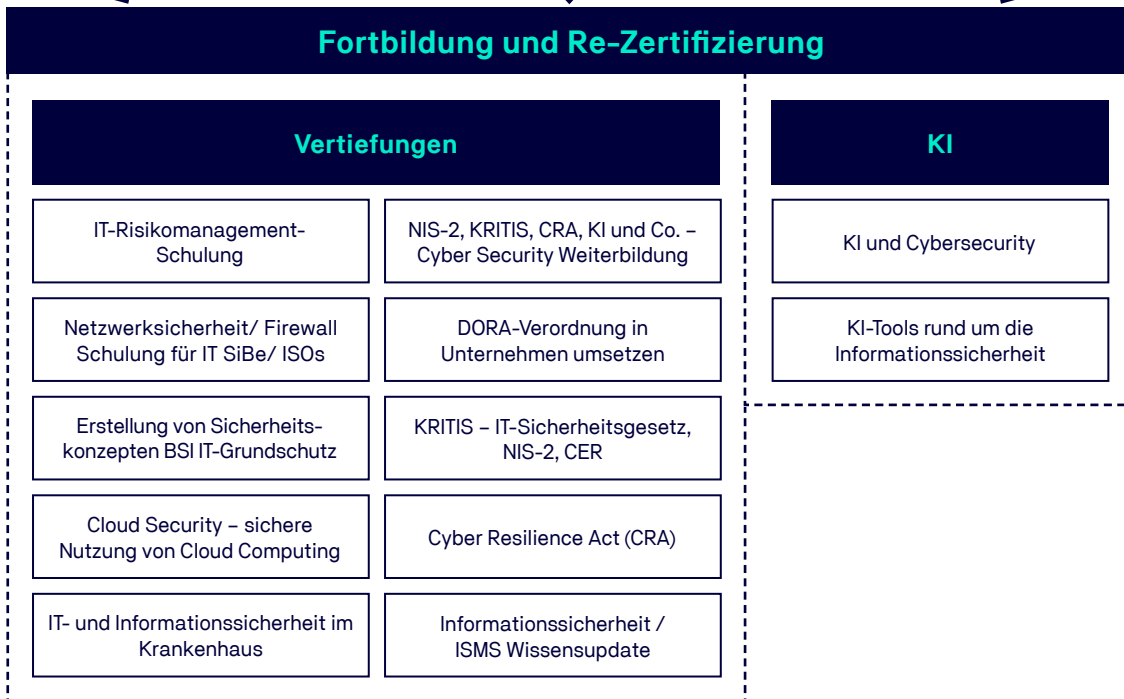 Fortbildung und Re-Zertifizierung
Vertiefungen
IT-Risikomanagement-
Schulung
Netzwerksicherheit/ Firewall
Schulung für IT SiBe/ ISOs
Erstellung von Sicherheits-
konzepten BSI IT-Grundschutz
Cloud Security – sichere
Nutzung von Cloud Computing
IT- und Informationssicherheit im
Krankenhaus
NIS-2, KRITIS, CRA, KI und Co. –
Cyber Security Weiterbildung
DORA-Verordnung in
Unternehmen umsetzen
KRITIS – IT-Sicherheitsgesetz,
NIS-2, CER
Cyber Resilience Act (CRA)
Informationssicherheit /
ISMS Wissensupdate
KI
KI und Cybersecurity
KI-Tools rund um die
Informationssicherheit